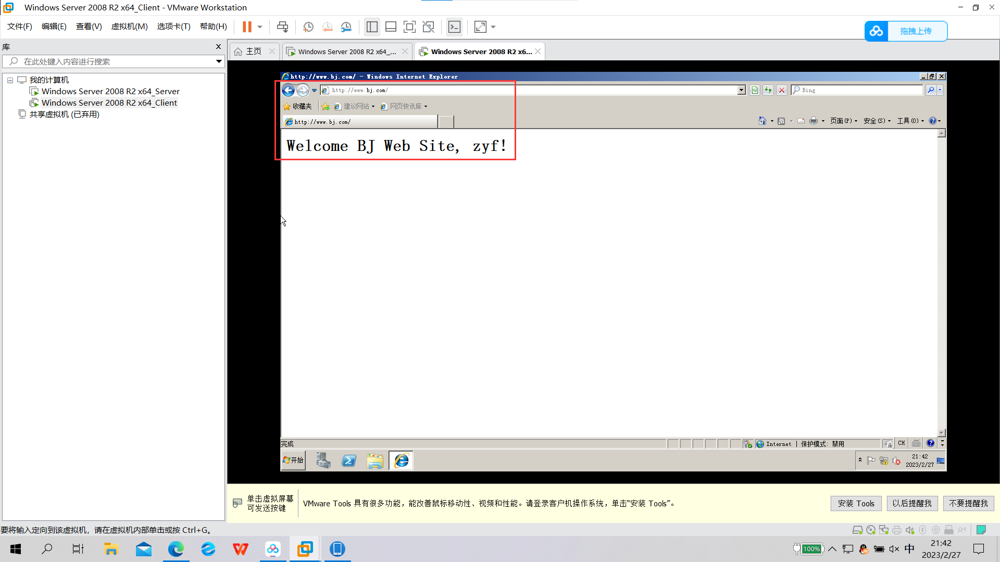 Windows Server 2008 R2 x64_Client - VMware Workstation
文件(F) 编辑(E) 查看(V) 虚拟机(M) 选项卡(T) 帮助(H)
拖拽上传
库
在此处键入内容进行搜索
我的计算机
Windows Server 2008 R2 x64_Server
Windows Server 2008 R2 x64_Client
共享虚拟机 (已弃用)
主页
Windows Server 2008 R2 x64_...
Windows Server 2008 R2 x6...
http://www.bj.com/ - Windows Internet Explorer
http://www.bj.com/
Bing
收藏夹 建议网站 网页快讯库
http://www.bj.com/
页面(P) 安全(S) 工具(O)
Welcome BJ Web Site, zyf!
完成
Internet | 保护模式: 禁用
CH
开始
21:42
2023/2/27
单击虚拟屏幕
可发送按键
VMware Tools 具有很多功能，能改善鼠标移动性、视频和性能。请登录客户机操作系统，单击“安装 Tools”。
安装 Tools
以后提醒我
不要提醒我
要将输入定向到该虚拟机，请在虚拟机内部单击或按 Ctrl+G。
100%
中
21:42
2023/2/27